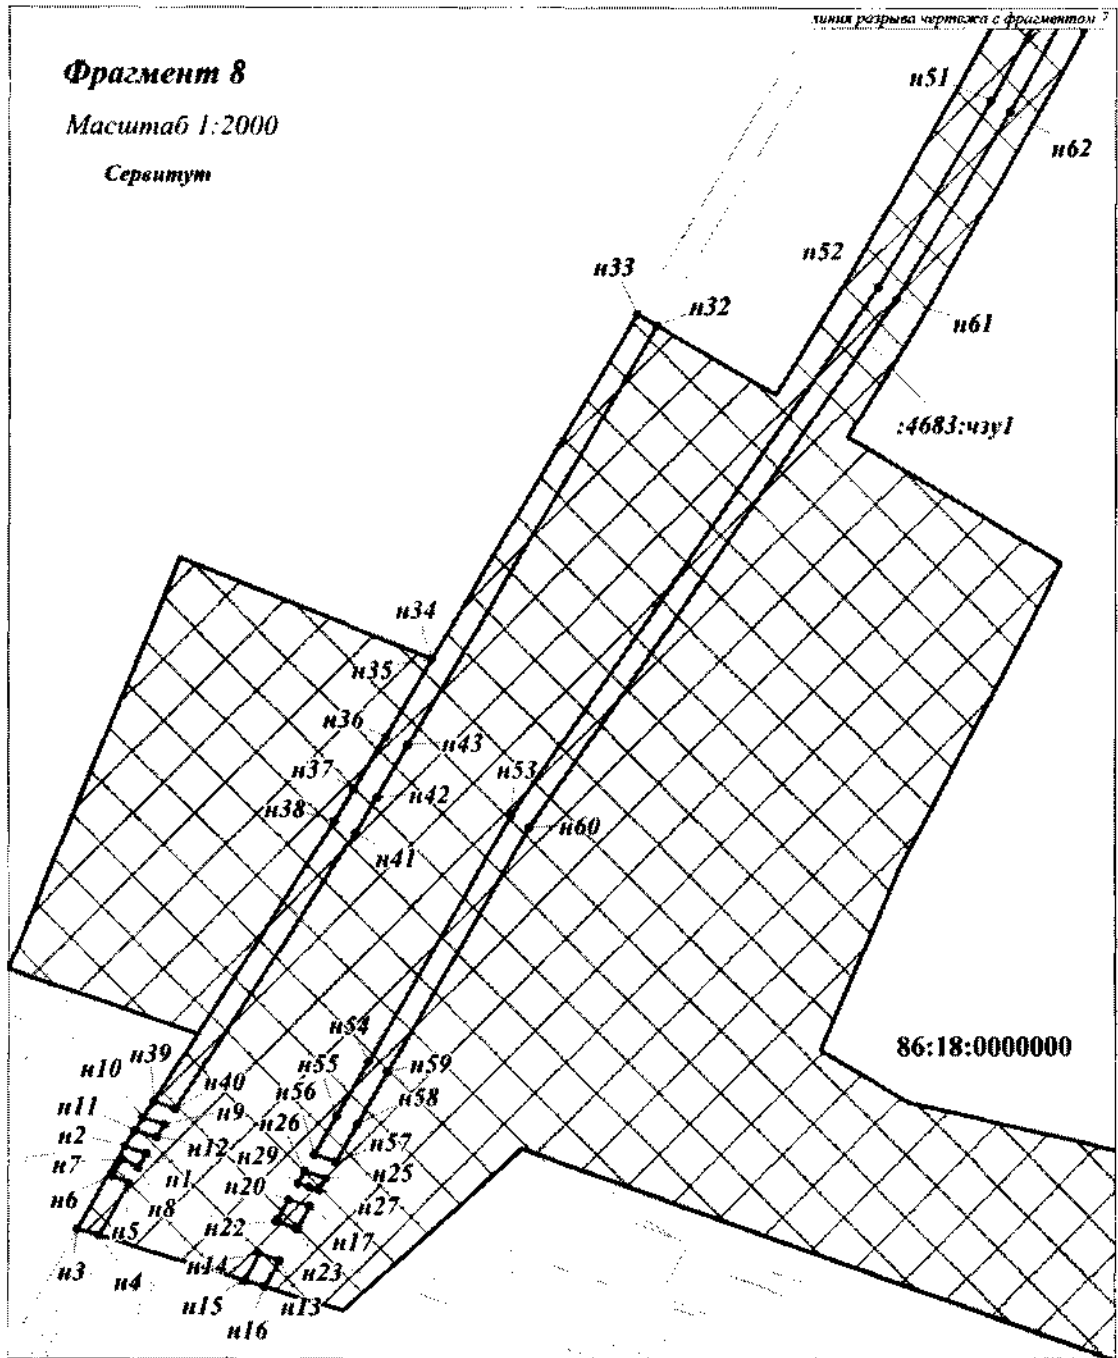 линия разрыва чертежа с фрагментом 7
Фрагмент 8
Масштаб 1:2000
Сервитут
н51
н62
н52
н33
н32
н61
:4683:чзу1
н34
н35
н36
н43
н37
н53
н42
н38
н60
н41
н54
86:18:0000000
н39
н55
н59
н10
н40
н56
н58
н11
н9
н26
н2
н57
н12
н29
н7
н25
н1
н20
н6
н27
н8
н22
н17
н5
н14
н3
н23
н4
н15
н13
н16